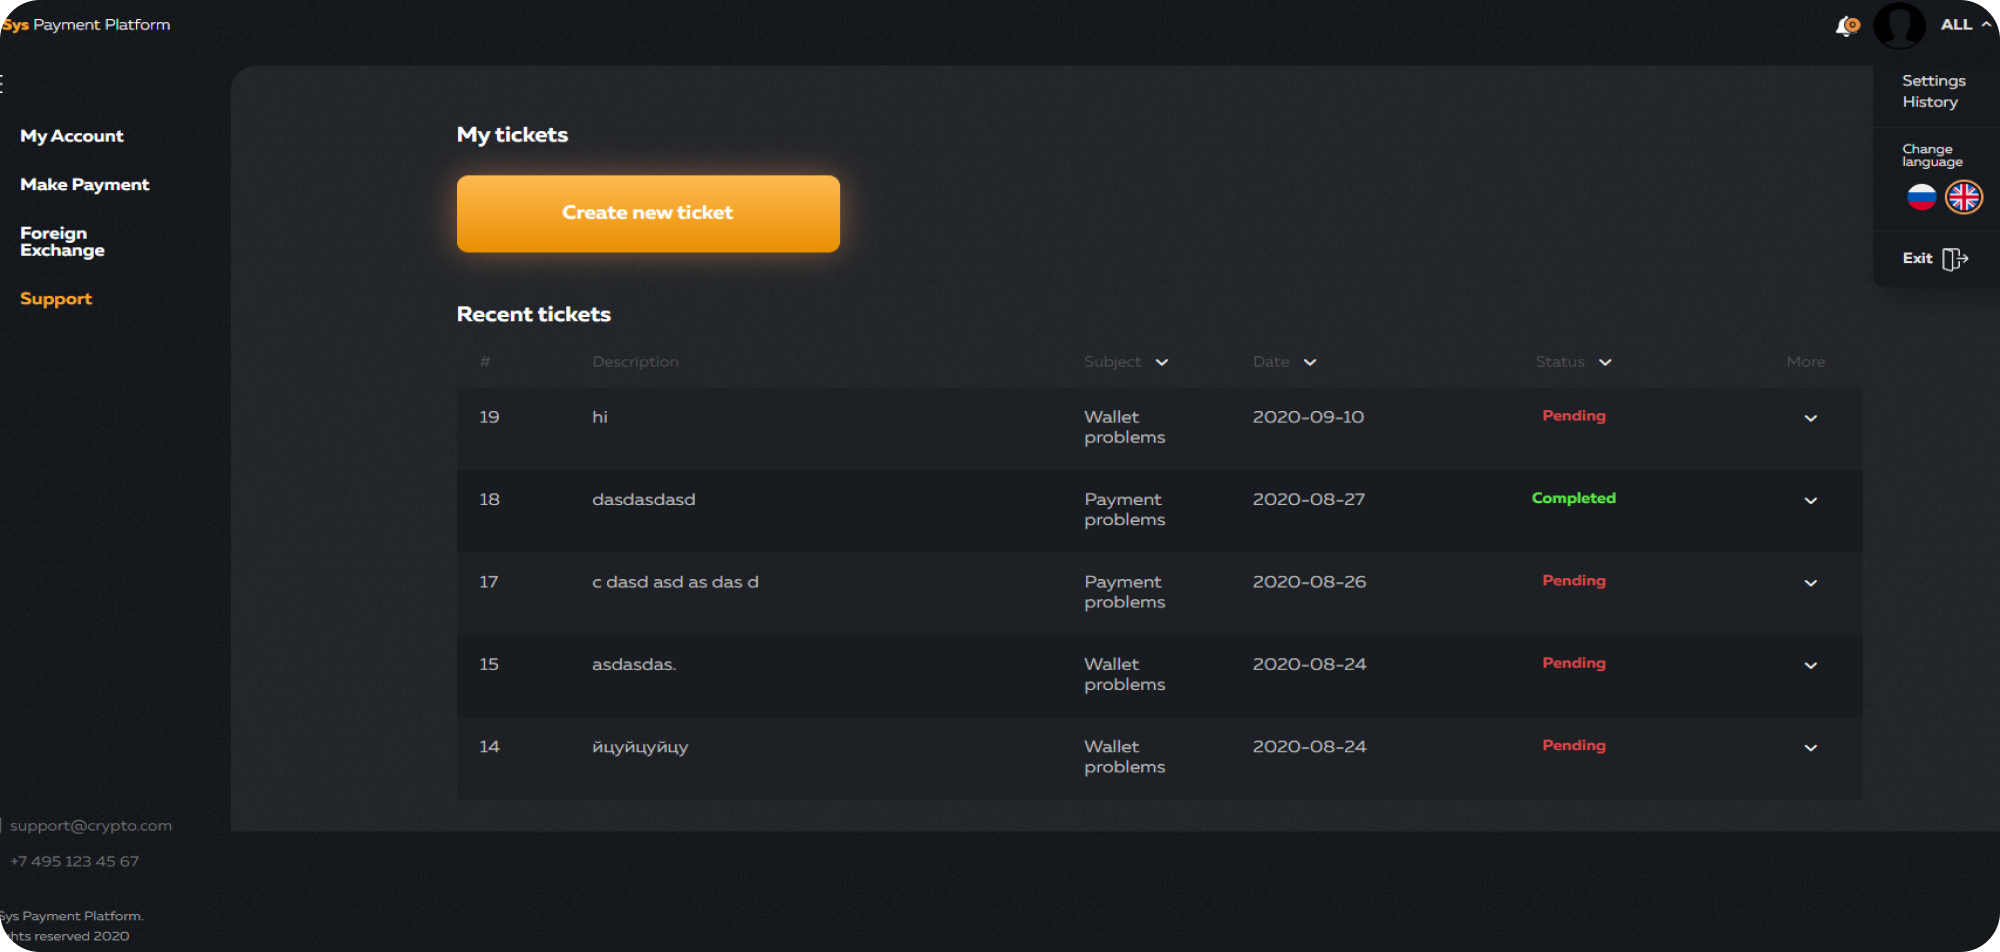 Sys Payment Platform
ALL
Settings
History
Change
language
Exit
My Account
Make Payment
Foreign
Exchange
Support
My tickets
Create new ticket
Recent tickets
# Description Subject Date Status More
19 hi Wallet problems 2020-09-10 Pending
18 dasdasdasd Payment problems 2020-08-27 Completed
17 c dasd asd as das d Payment problems 2020-08-26 Pending
15 asdasdas. Wallet problems 2020-08-24 Pending
14 йцуйцуйцу Wallet problems 2020-08-24 Pending
support@crypto.com
+7 495 123 45 67
Sys Payment Platform.
hts reserved 2020